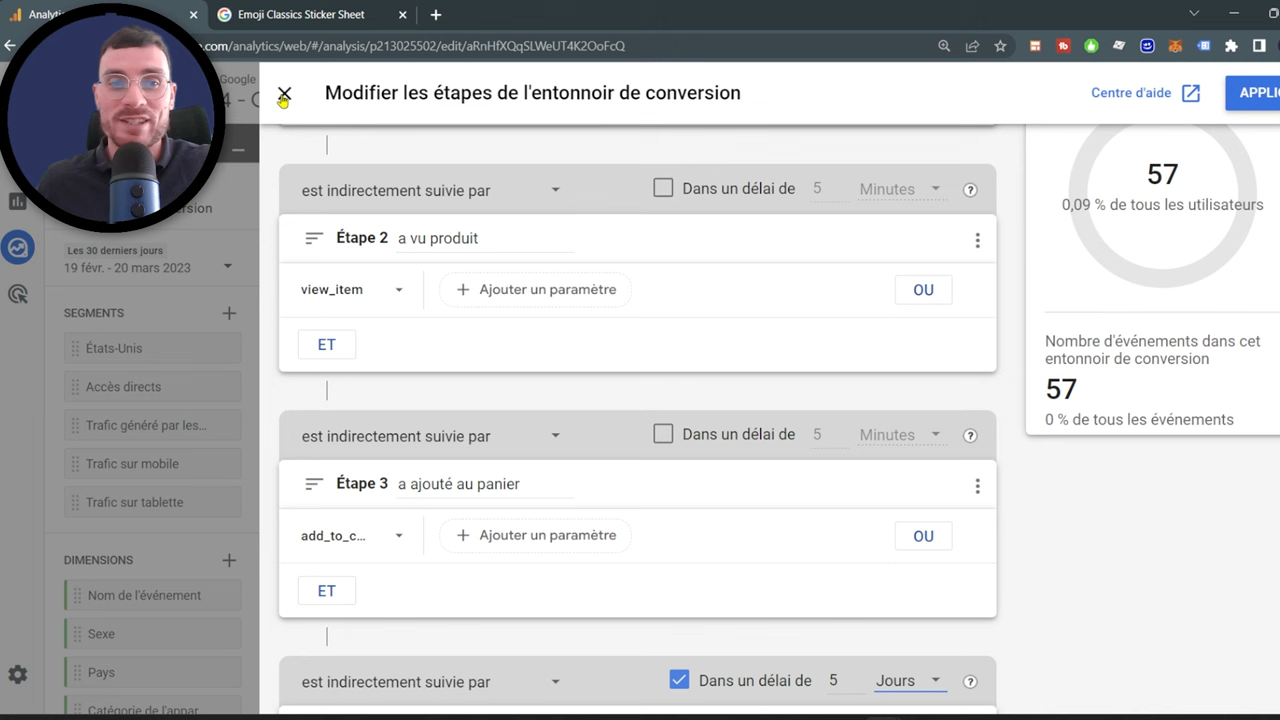 Analytics
Emoji Classics Sticker Sheet
.com/analytics/web/#/analysis/p213025502/edit/aRnHfXQqSLWeUT4K2OoFcQ
Google
Modifier les étapes de l'entonnoir de conversion
Centre d'aide
APPLIC
est indirectement suivie par
Dans un délai de 5 Minutes
57
0,09 % de tous les utilisateurs
Les 30 derniers jours
19 févr. - 20 mars 2023
Étape 2 a vu produit
view_item
Ajouter un paramètre
OU
ET
SEGMENTS
États-Unis
Accès directs
Trafic généré par les...
Trafic sur mobile
Trafic sur tablette
Nombre d'événements dans cet
entonnoir de conversion
57
0 % de tous les événements
est indirectement suivie par
Dans un délai de 5 Minutes
Étape 3 a ajouté au panier
add_to_c...
Ajouter un paramètre
OU
ET
DIMENSIONS
Nom de l'événement
Sexe
Pays
Catégorie de l'appar
est indirectement suivie par
Dans un délai de 5 Jours